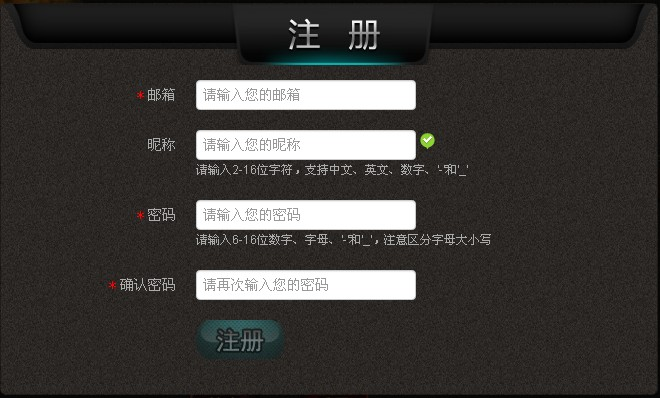 注 册
*邮箱 请输入您的邮箱
昵称 请输入您的昵称
请输入2-16位字符，支持中文、英文、数字、'-'和'_'
*密码 请输入您的密码
请输入6-16位数字、字母、'-'和'_'，注意区分字母大小写
*确认密码 请再次输入您的密码
注册